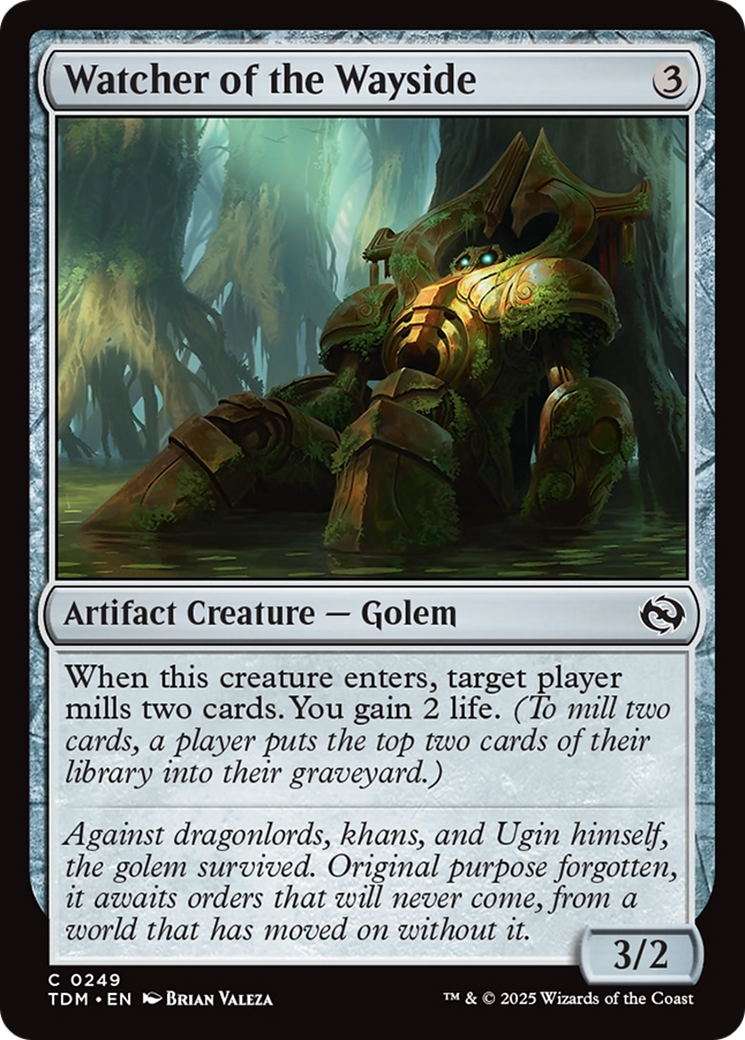 Watcher of the Wayside 3
Artifact Creature — Golem
When this creature enters, target player
mills two cards. You gain 2 life. (To mill two
cards, a player puts the top two cards of their
library into their graveyard.)
Against dragonlords, khans, and Ugin himself,
the golem survived. Original purpose forgotten,
it awaits orders that will never come, from a
world that has moved on without it.
3/2
C 0249
TDM • EN Brian Valeza
™ & © 2025 Wizards of the Coast